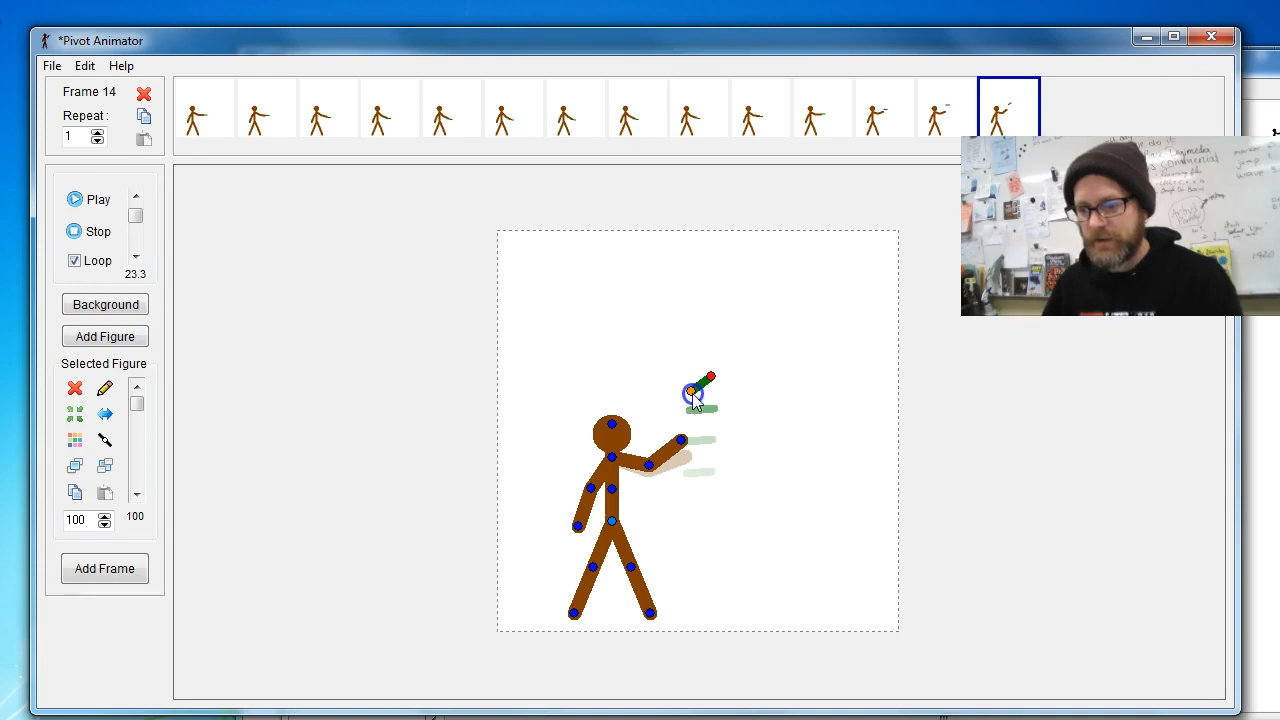 *Pivot Animator
File Edit Help
Frame 14
Repeat :
1
Play
Stop
Loop
23.3
Background
Add Figure
Selected Figure
100
100
Add Frame